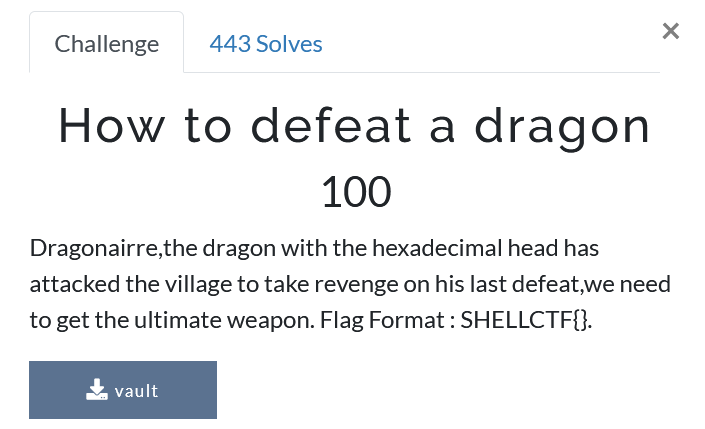 Challenge
443 Solves
×
How to defeat a dragon
100
Dragonairre,the dragon with the hexadecimal head has
attacked the village to take revenge on his last defeat,we need
to get the ultimate weapon. Flag Format : SHELLCTF{}.
vault